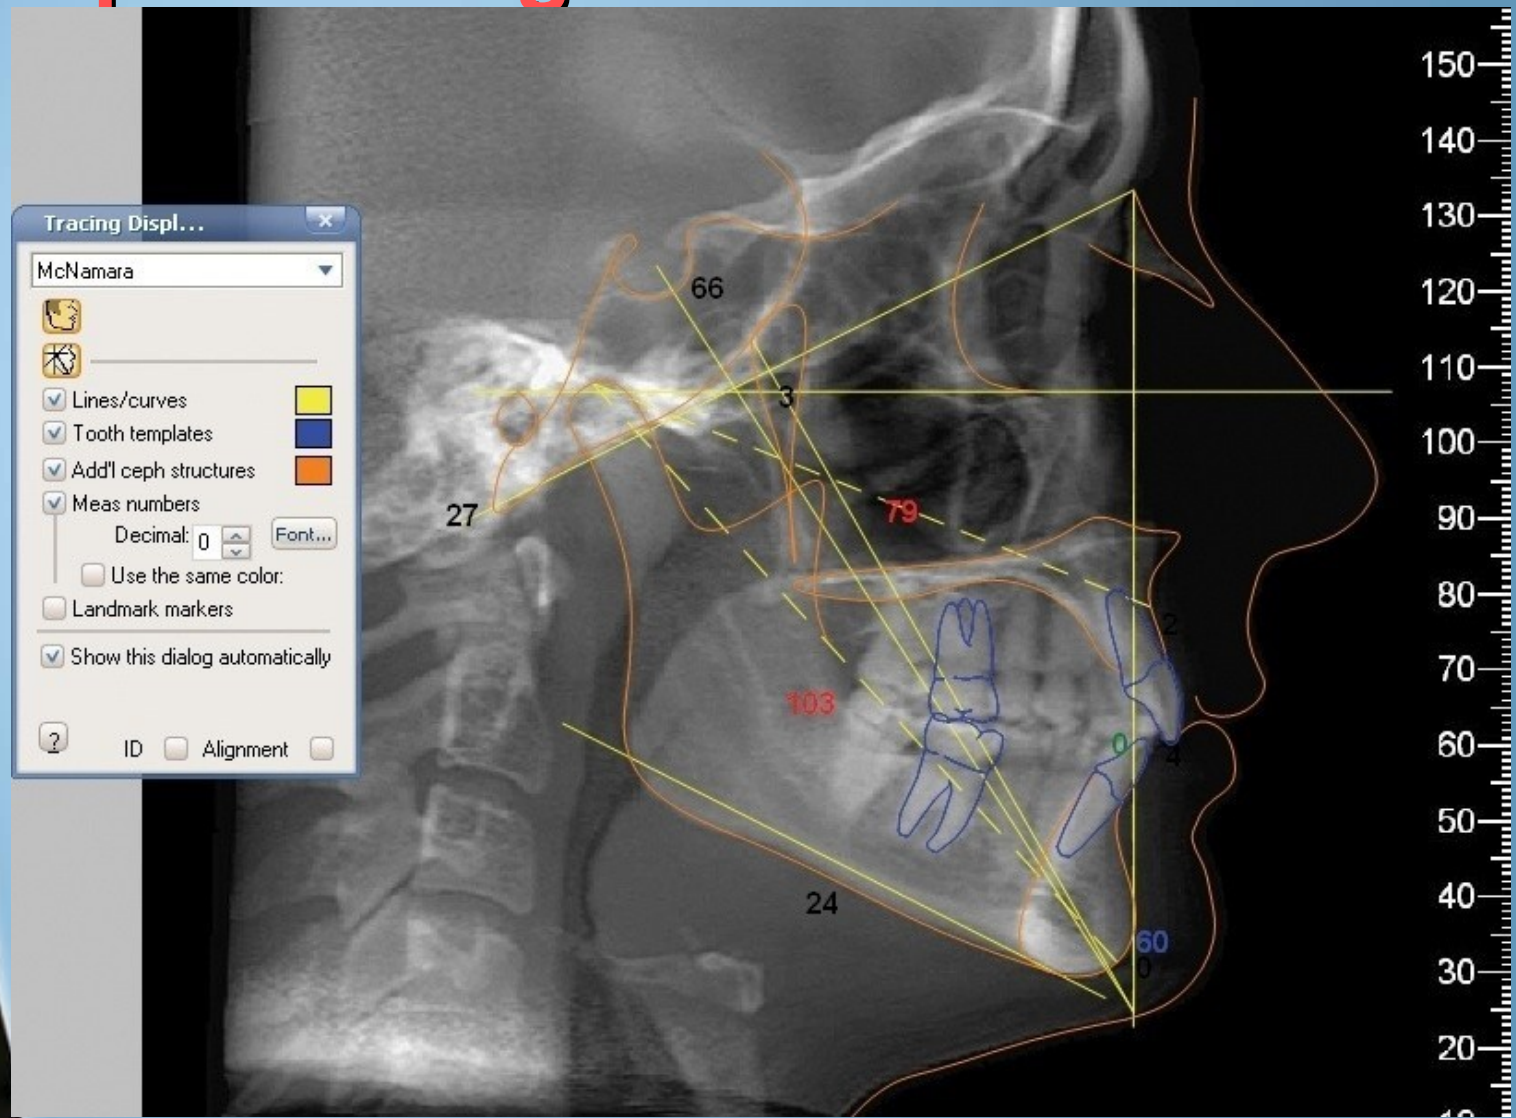 Tracing Displ...
McNamara
Lines/curves
Tooth templates
Add'l ceph structures
Meas numbers
Decimal: 0 Font...
Use the same color:
Landmark markers
Show this dialog automatically
? ID Alignment
66
3
27
79
2
103
0
4
24
60
0
150
140
130
120
110
100
90
80
70
60
50
40
30
20